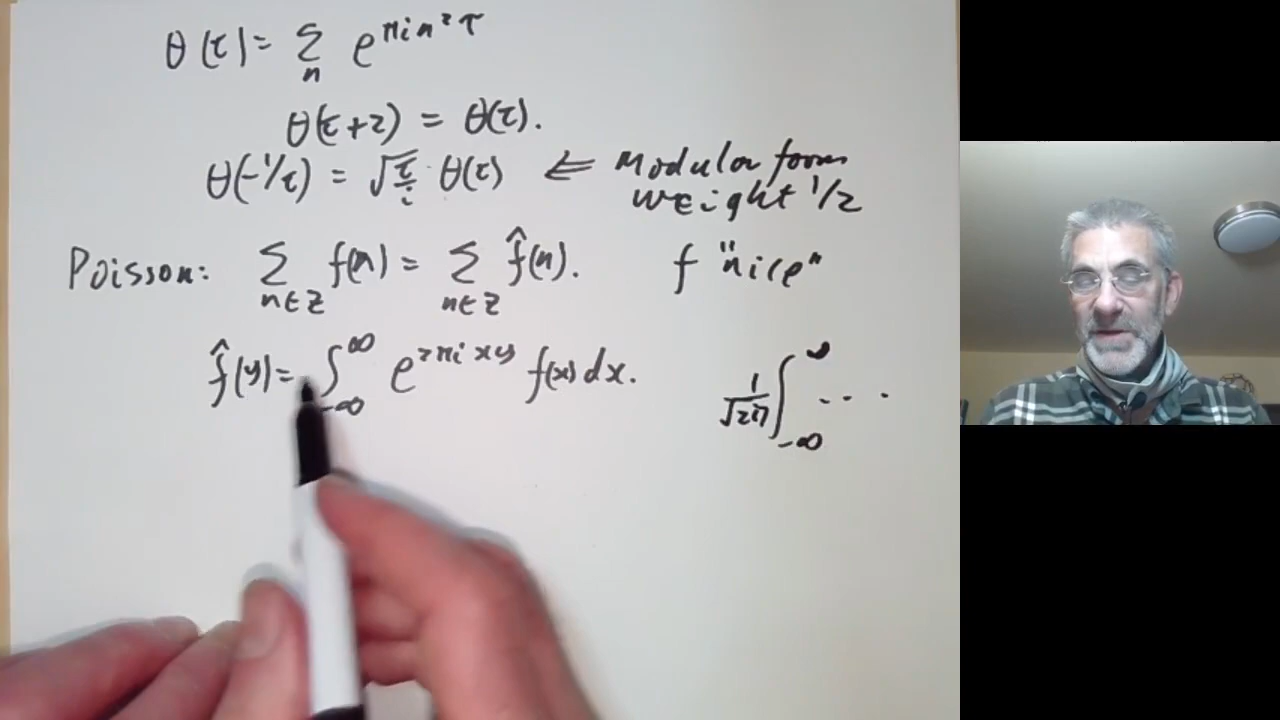 θ(τ) = Σ_n e^{πin²τ}
θ(τ+2) = θ(τ).
θ(-1/τ) = √(τ/i) · θ(τ) ⇐ Modular form
weight 1/2
Poisson: Σ_{n∈Z} f(n) = Σ_{n∈Z} f̂(n). f "nice"
f̂(y) = ∫_{-∞}^{∞} e^{2πixy} f(x) dx. 1/√2π ∫_{-∞}^{∞} ...